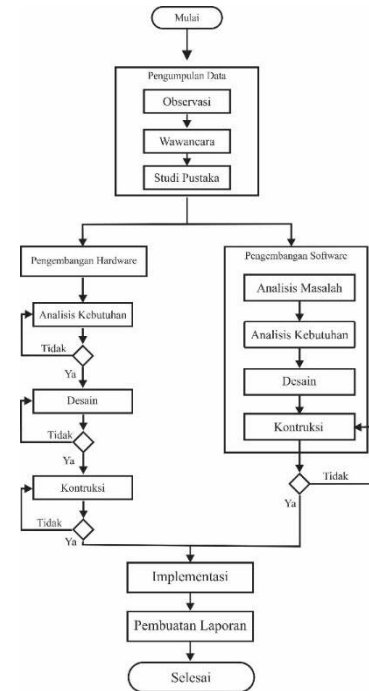 Mulai
Pengumpulan Data
Observasi
Wawancara
Studi Pustaka
Pengembangan Hardware
Analisis Kebutuhan
Tidak
Ya
Desain
Tidak
Ya
Kontruksi
Tidak
Ya
Pengembangan Software
Analisis Masalah
Analisis Kebutuhan
Desain
Kontruksi
Tidak
Ya
Implementasi
Pembuatan Laporan
Selesai